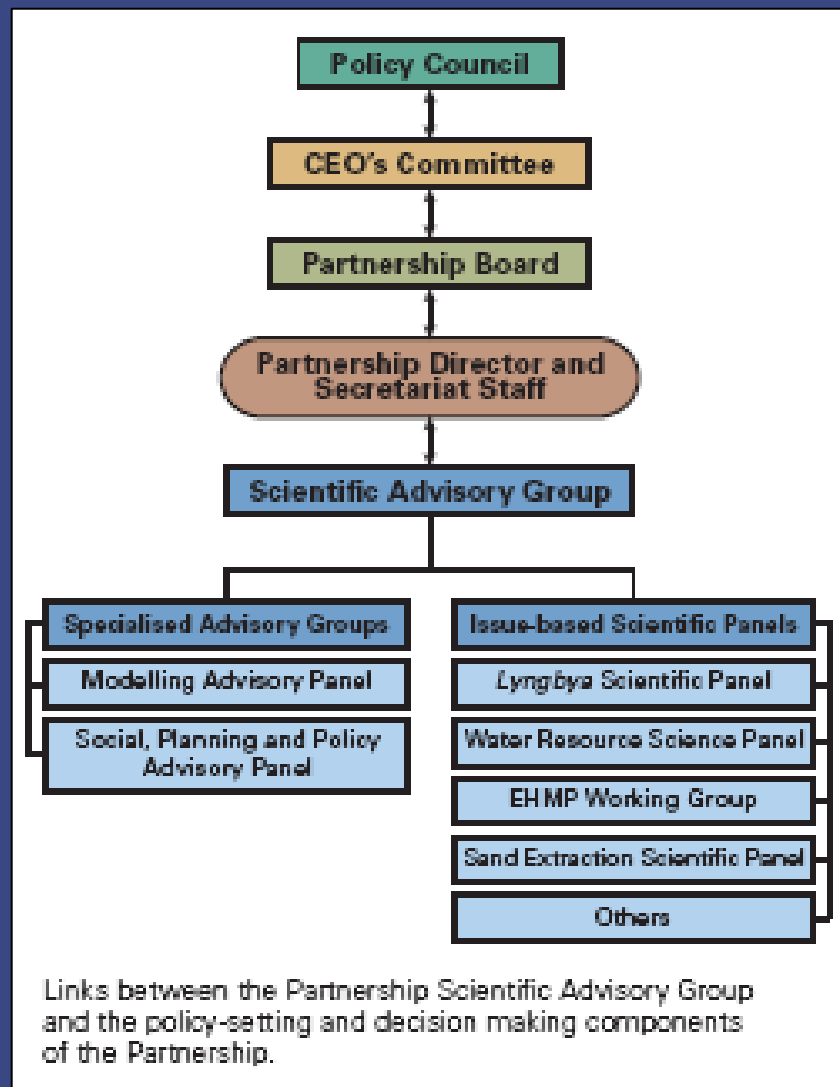 Policy Council
CEO's Committee
Partnership Board
Partnership Director and
Secretariat Staff
Scientific Advisory Group
Specialised Advisory Groups
Modelling Advisory Panel
Social, Planning and Policy
Advisory Panel
Issue-based Scientific Panels
Lyngbya Scientific Panel
Water Resource Science Panel
EHMP Working Group
Sand Extraction Scientific Panel
Others
Links between the Partnership Scientific Advisory Group
and the policy-setting and decision making components
of the Partnership.